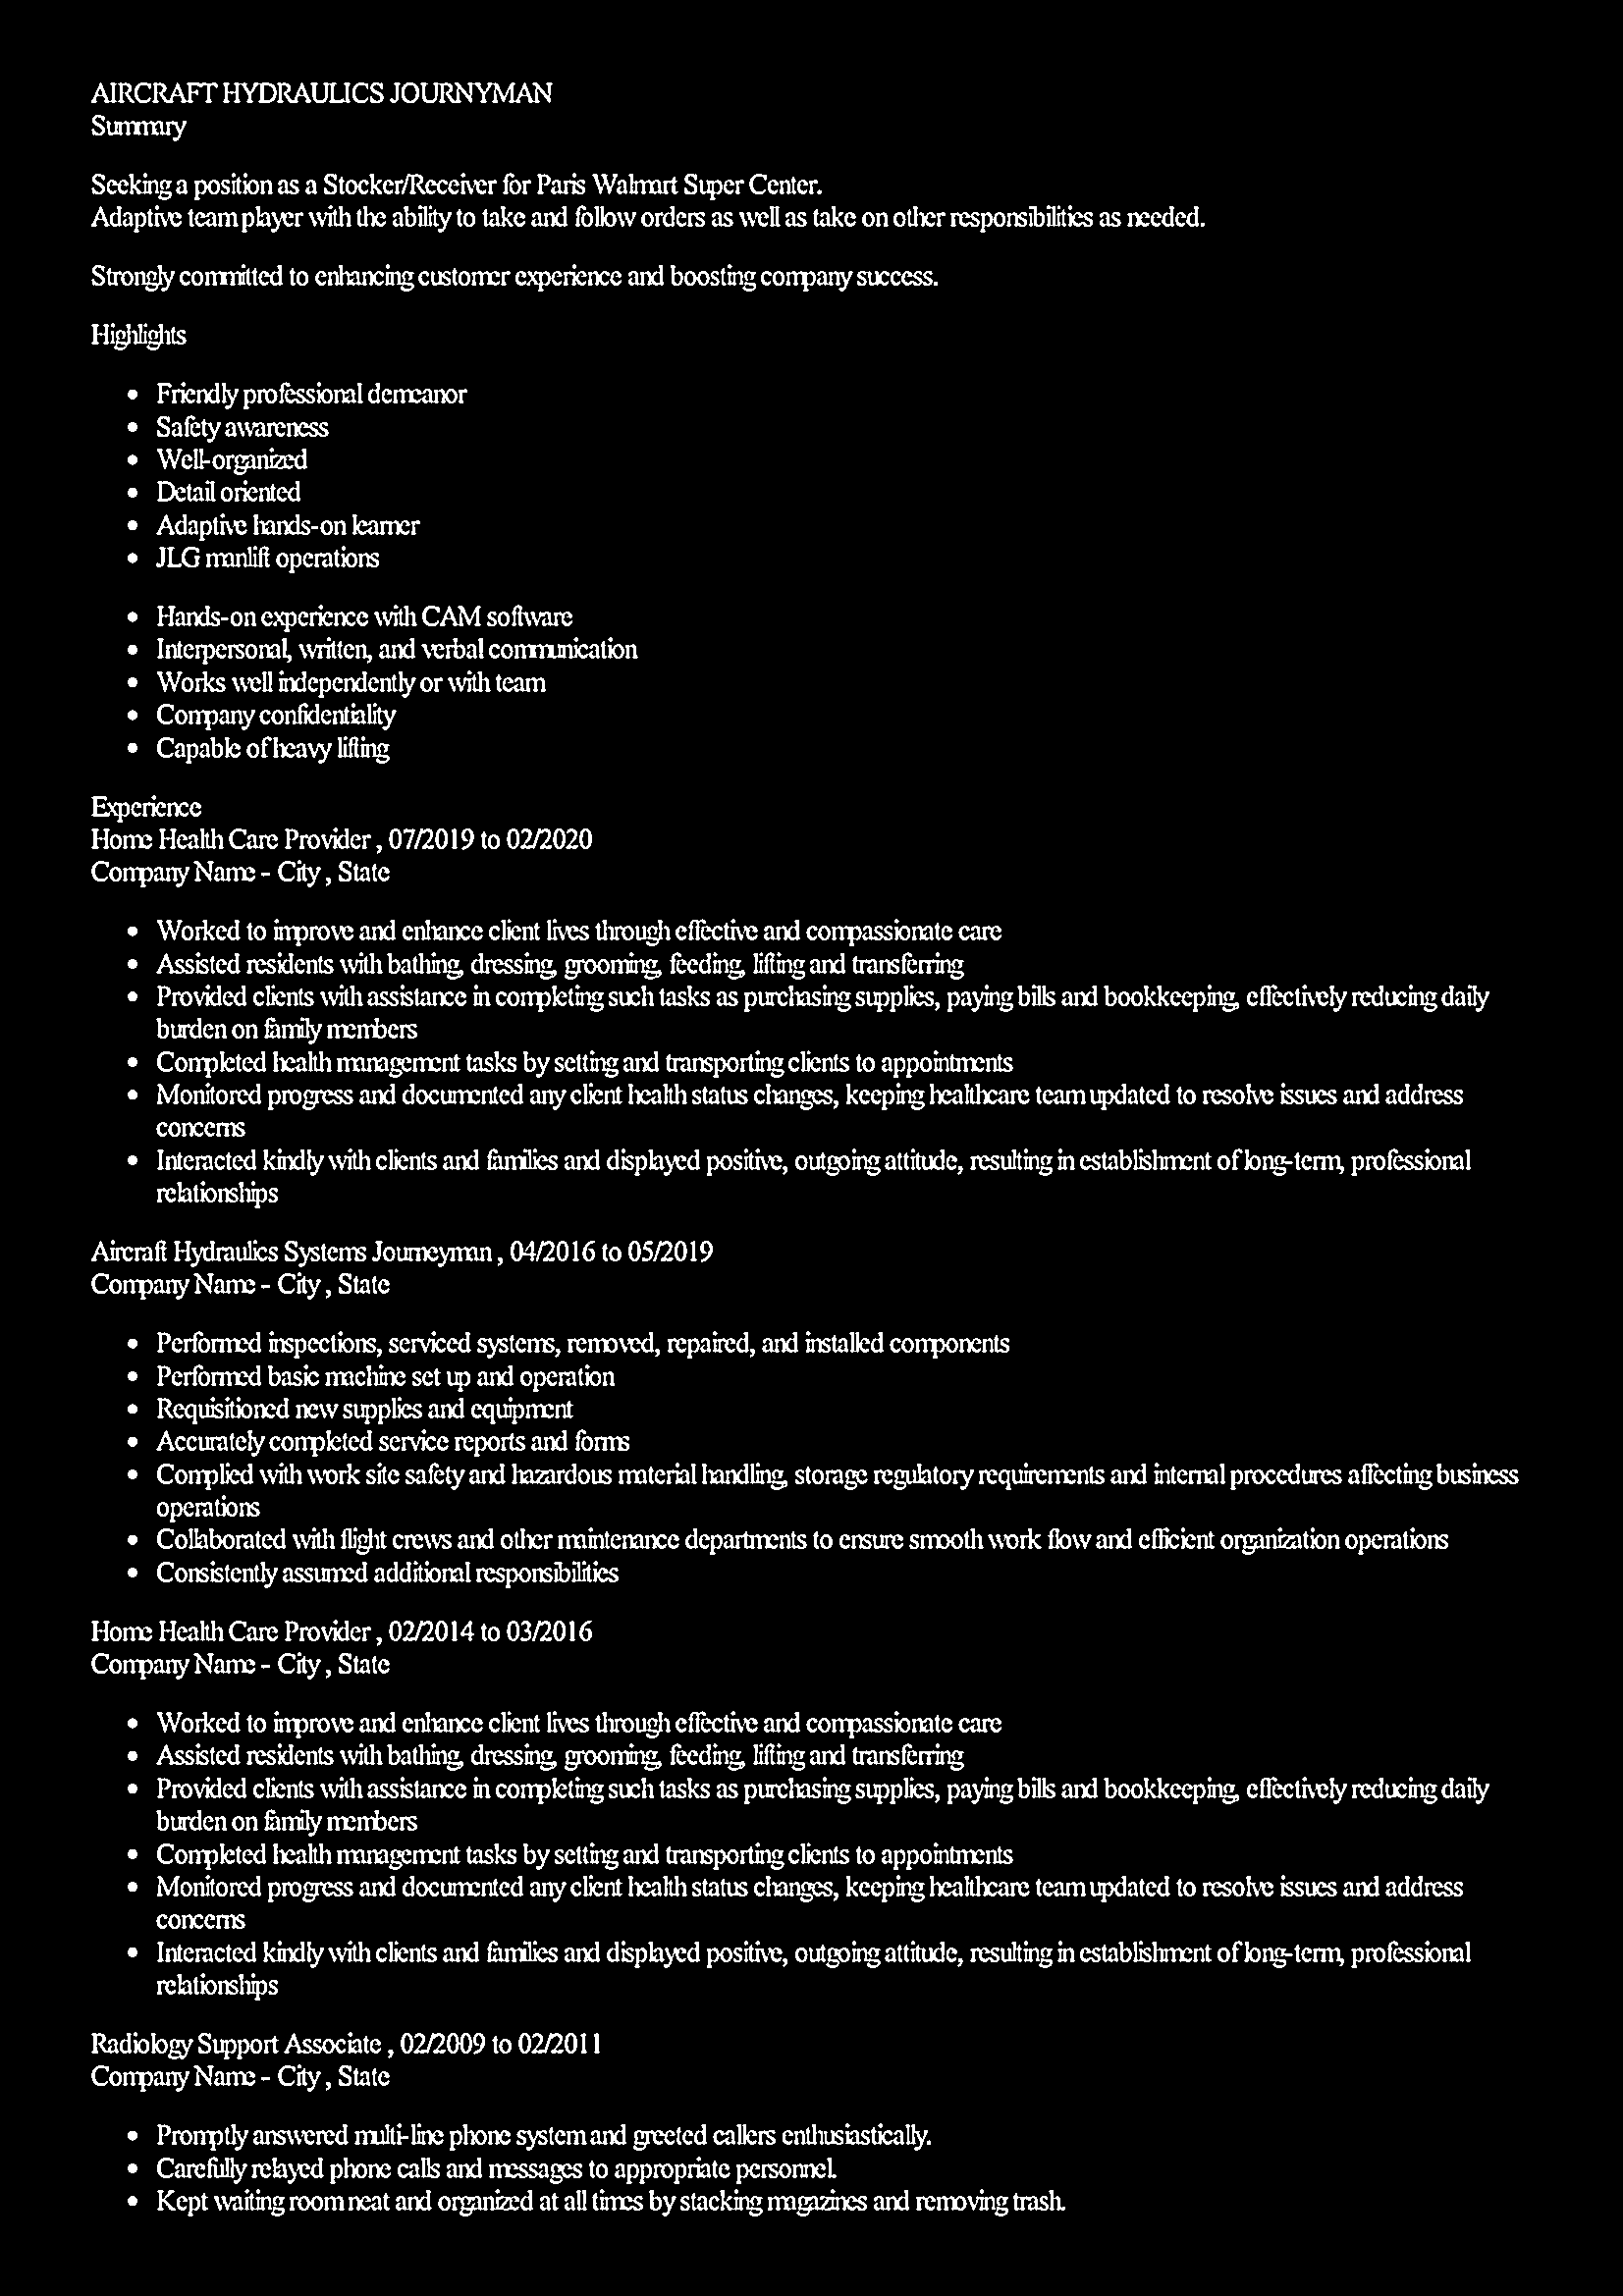 AIRCRAFT HYDRAULICS JOURNYMAN
Summary
Seeking a position as a Stocker/Receiver for Paris Walmart Super Center.
Adaptive team player with the ability to take and follow orders as well as take on other responsibilities as needed.
Strongly committed to enhancing customer experience and boosting company success.
Highlights
• Friendly professional demeanor
• Safety awareness
• Well-organized
• Detail oriented
• Adaptive hands-on learner
• JLG manlift operations
• Hands-on experience with CAM software
• Interpersonal, written, and verbal communication
• Works well independently or with team
• Company confidentiality
• Capable of heavy lifting
Experience
Home Health Care Provider , 07/2019 to 02/2020
Company Name - City , State
• Worked to improve and enhance client lives through effective and compassionate care
• Assisted residents with bathing, dressing, grooming, feeding, lifting and transferring
• Provided clients with assistance in completing such tasks as purchasing supplies, paying bills and bookkeeping, effectively reducing daily
burden on family members
• Completed health management tasks by setting and transporting clients to appointments
• Monitored progress and documented any client health status changes, keeping healthcare team updated to resolve issues and address
concerns
• Interacted kindly with clients and families and displayed positive, outgoing attitude, resulting in establishment of long-term, professional
relationships
Aircraft Hydraulics Systems Journeyman , 04/2016 to 05/2019
Company Name - City , State
• Performed inspections, serviced systems, removed, repaired, and installed components
• Performed basic machine set up and operation
• Requisitioned new supplies and equipment
• Accurately completed service reports and forms
• Complied with work site safety and hazardous material handling, storage regulatory requirements and internal procedures affecting business
operations
• Collaborated with flight crews and other maintenance departments to ensure smooth work flow and efficient organization operations
• Consistently assumed additional responsibilities
Home Health Care Provider , 02/2014 to 03/2016
Company Name - City , State
• Worked to improve and enhance client lives through effective and compassionate care
• Assisted residents with bathing, dressing, grooming, feeding, lifting and transferring
• Provided clients with assistance in completing such tasks as purchasing supplies, paying bills and bookkeeping, effectively reducing daily
burden on family members
• Completed health management tasks by setting and transporting clients to appointments
• Monitored progress and documented any client health status changes, keeping healthcare team updated to resolve issues and address
concerns
• Interacted kindly with clients and families and displayed positive, outgoing attitude, resulting in establishment of long-term, professional
relationships
Radiology Support Associate , 02/2009 to 02/2011
Company Name - City , State
• Promptly answered multi-line phone system and greeted callers enthusiastically.
• Carefully relayed phone calls and messages to appropriate personnel.
• Kept waiting room neat and organized at all times by stacking magazines and removing trash.